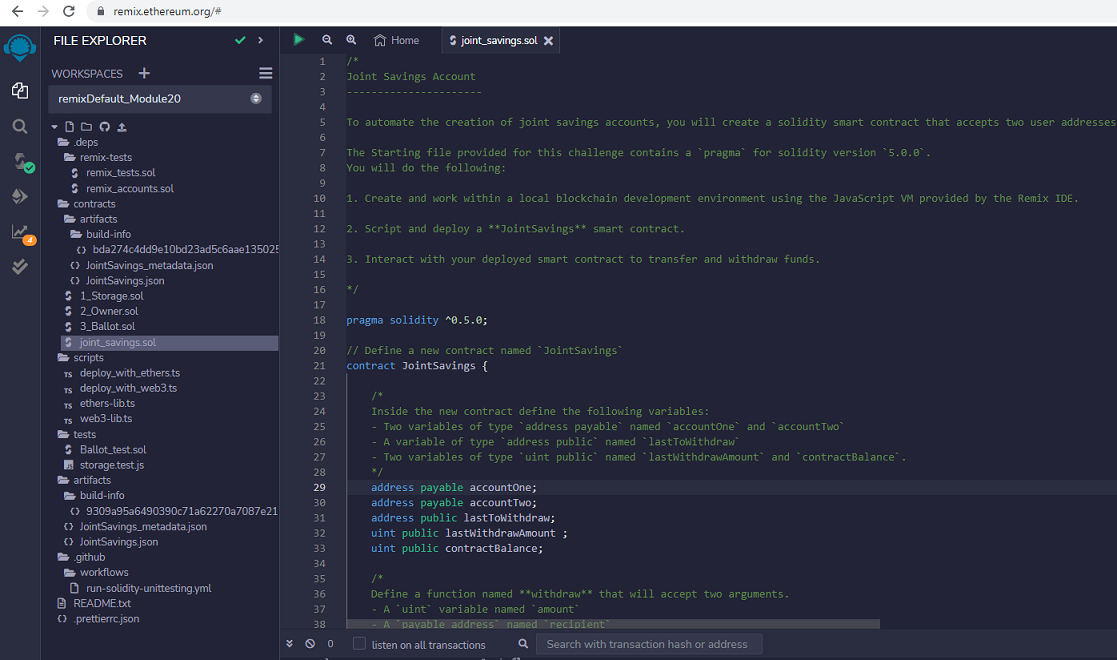 remix.ethereum.org/#
FILE EXPLORER
WORKSPACES
remixDefault_Module20
.deps
remix-tests
remix_tests.sol
remix_accounts.sol
contracts
artifacts
build-info
bda274c4dd9e10bd23ad5c6aae135025
JointSavings_metadata.json
JointSavings.json
1_Storage.sol
2_Owner.sol
3_Ballot.sol
joint_savings.sol
scripts
TS deploy_with_ethers.ts
TS deploy_with_web3.ts
TS ethers-lib.ts
TS web3-lib.ts
tests
Ballot_test.sol
storage.test.js
artifacts
build-info
9309a95a6490390c71a62270a7087e21
JointSavings_metadata.json
JointSavings.json
.github
workflows
run-solidity-unittesting.yml
README.txt
.prettierrc.json
4
Home
joint_savings.sol
1 /*
2 Joint Savings Account
3 ---------------------
4
5 To automate the creation of joint savings accounts, you will create a solidity smart contract that accepts two user addresses
6
7 The Starting file provided for this challenge contains a `pragma` for solidity version `5.0.0`.
8 You will do the following:
9
10 1. Create and work within a local blockchain development environment using the JavaScript VM provided by the Remix IDE.
11
12 2. Script and deploy a **JointSavings** smart contract.
13
14 3. Interact with your deployed smart contract to transfer and withdraw funds.
15
16 */
17
18 pragma solidity ^0.5.0;
19
20 // Define a new contract named `JointSavings`
21 contract JointSavings {
22
23 /*
24 Inside the new contract define the following variables:
25 - Two variables of type `address payable` named `accountOne` and `accountTwo`
26 - A variable of type `address public` named `lastToWithdraw`
27 - Two variables of type `uint public` named `lastWithdrawAmount` and `contractBalance`.
28 */
29 address payable accountOne;
30 address payable accountTwo;
31 address public lastToWithdraw;
32 uint public lastWithdrawAmount ;
33 uint public contractBalance;
34
35 /*
36 Define a function named **withdraw** that will accept two arguments.
37 - A `uint` variable named `amount`
38 - A `payable address` named `recipient`
0
listen on all transactions
Search with transaction hash or address